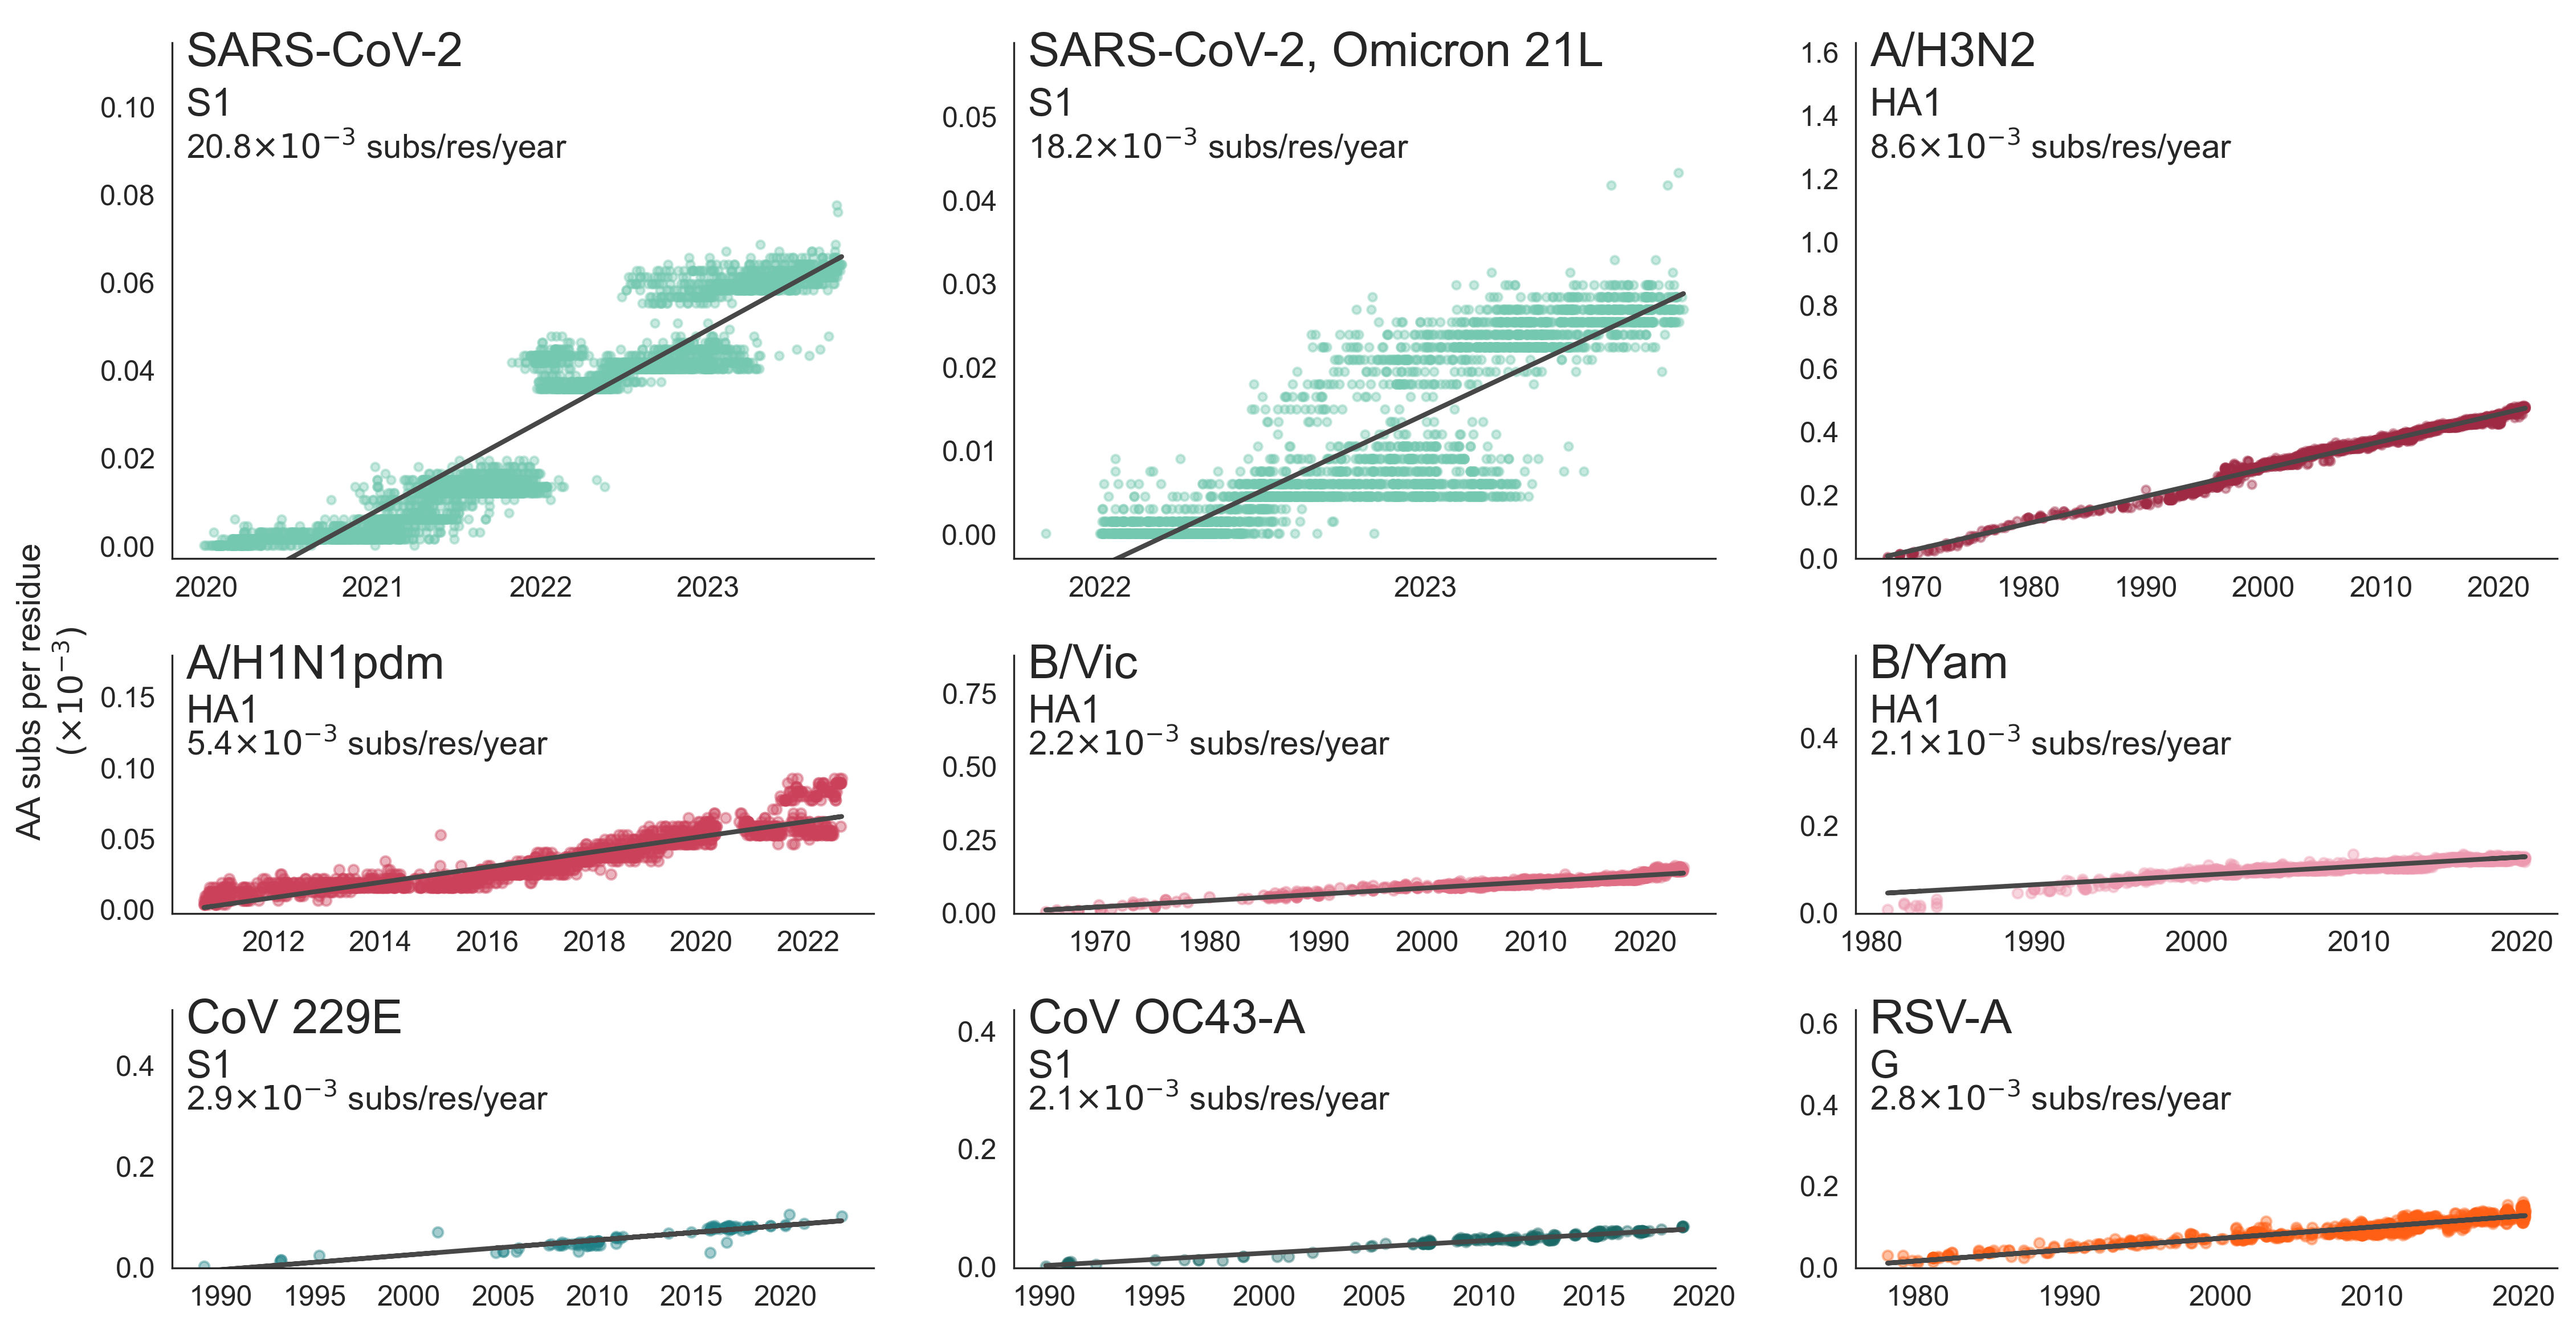 AA subs per residue
(×10⁻³)
SARS-CoV-2
S1
20.8×10⁻³ subs/res/year
0.10
0.08
0.06
0.04
0.02
0.00
2020 2021 2022 2023
SARS-CoV-2, Omicron 21L
S1
18.2×10⁻³ subs/res/year
0.05
0.04
0.03
0.02
0.01
0.00
2022 2023
A/H3N2
HA1
8.6×10⁻³ subs/res/year
1.6
1.4
1.2
1.0
0.8
0.6
0.4
0.2
0.0
1970 1980 1990 2000 2010 2020
A/H1N1pdm
HA1
5.4×10⁻³ subs/res/year
0.15
0.10
0.05
0.00
2012 2014 2016 2018 2020 2022
B/Vic
HA1
2.2×10⁻³ subs/res/year
0.75
0.50
0.25
0.00
1970 1980 1990 2000 2010 2020
B/Yam
HA1
2.1×10⁻³ subs/res/year
0.4
0.2
0.0
1980 1990 2000 2010 2020
CoV 229E
S1
2.9×10⁻³ subs/res/year
0.4
0.2
0.0
1990 1995 2000 2005 2010 2015 2020
CoV OC43-A
S1
2.1×10⁻³ subs/res/year
0.4
0.2
0.0
1990 1995 2000 2005 2010 2015 2020
RSV-A
G
2.8×10⁻³ subs/res/year
0.6
0.4
0.2
0.0
1980 1990 2000 2010 2020